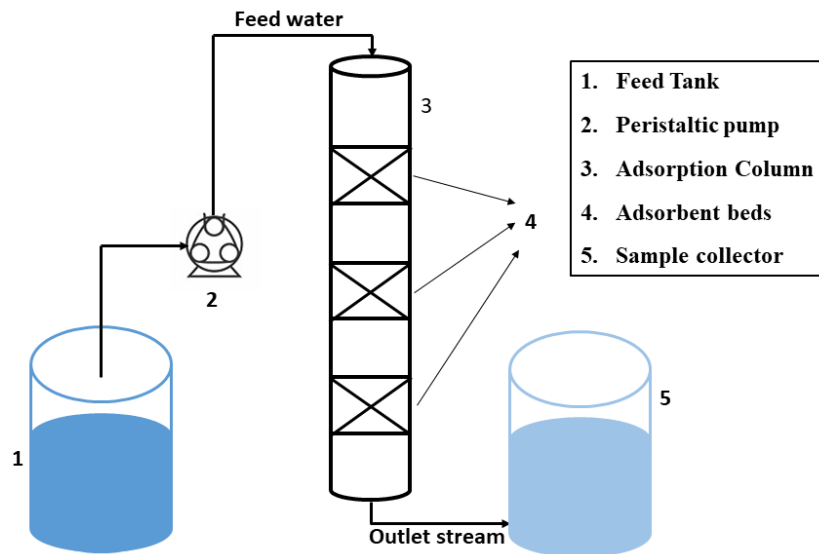 Feed water
3
1. Feed Tank
2. Peristaltic pump
3. Adsorption Column
4. Adsorbent beds
5. Sample collector
4
2
5
1
Outlet stream